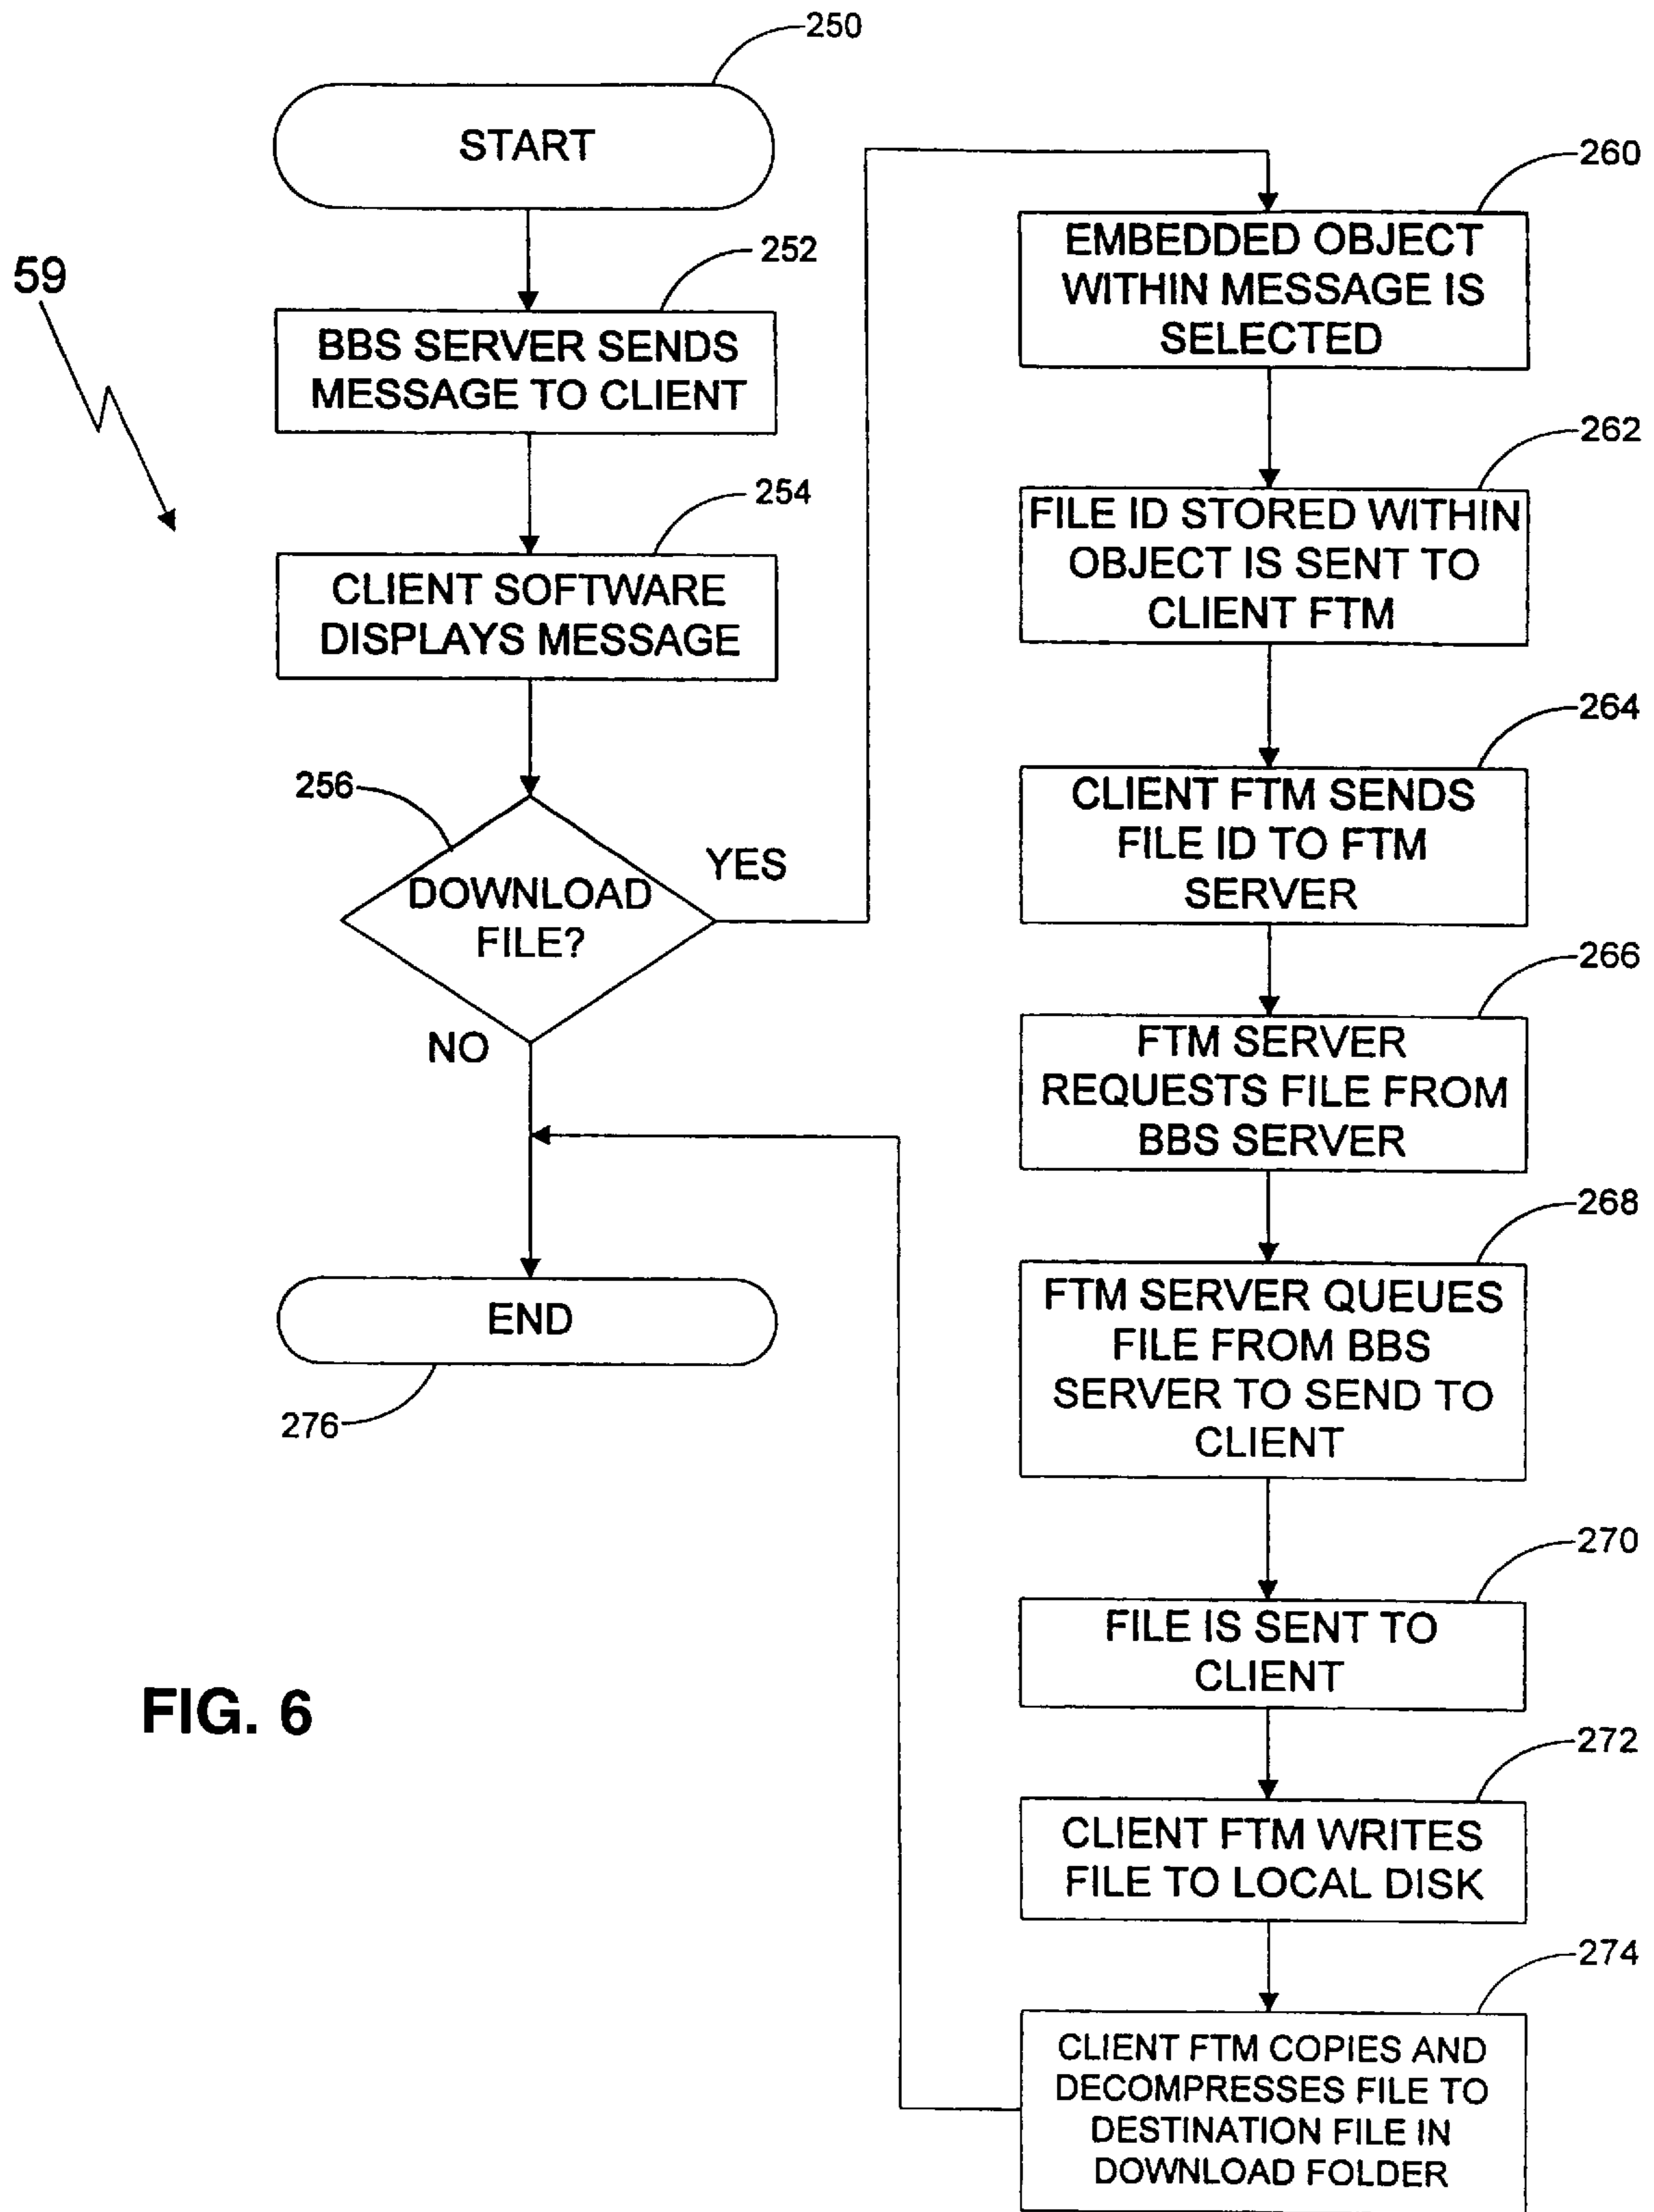 250
START
59
252
BBS SERVER SENDS
MESSAGE TO CLIENT
254
CLIENT SOFTWARE
DISPLAYS MESSAGE
256
DOWNLOAD
FILE?
YES
NO
END
276
260
EMBEDDED OBJECT
WITHIN MESSAGE IS
SELECTED
262
FILE ID STORED WITHIN
OBJECT IS SENT TO
CLIENT FTM
264
CLIENT FTM SENDS
FILE ID TO FTM
SERVER
266
FTM SERVER
REQUESTS FILE FROM
BBS SERVER
268
FTM SERVER QUEUES
FILE FROM BBS
SERVER TO SEND TO
CLIENT
270
FILE IS SENT TO
CLIENT
272
CLIENT FTM WRITES
FILE TO LOCAL DISK
274
CLIENT FTM COPIES AND
DECOMPRESSES FILE TO
DESTINATION FILE IN
DOWNLOAD FOLDER
FIG. 6